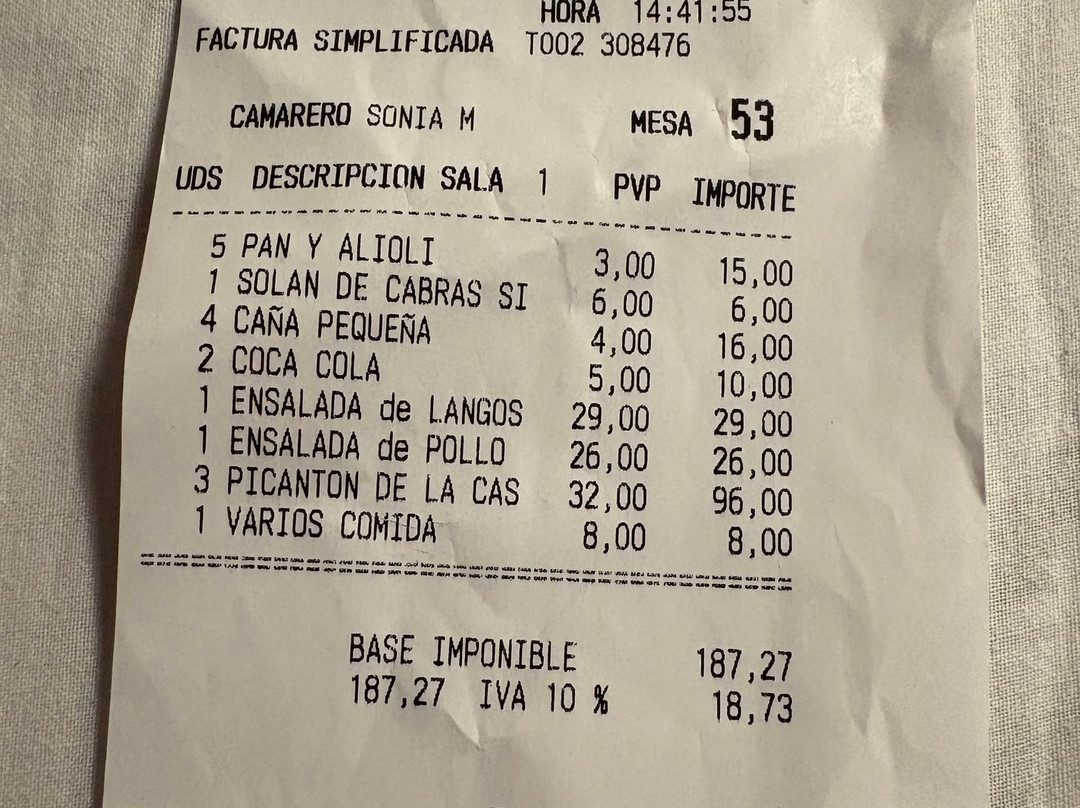 HORA 14:41:55
FACTURA SIMPLIFICADA T002 308476
CAMARERO SONIA M MESA 53
UDS DESCRIPCION SALA 1 PVP IMPORTE
5 PAN Y ALIOLI 3,00 15,00
1 SOLAN DE CABRAS SI 6,00 6,00
4 CAÑA PEQUEÑA 4,00 16,00
2 COCA COLA 5,00 10,00
1 ENSALADA de LANGOS 29,00 29,00
1 ENSALADA de POLLO 26,00 26,00
3 PICANTON DE LA CAS 32,00 96,00
1 VARIOS COMIDA 8,00 8,00
BASE IMPONIBLE 187,27
187,27 IVA 10 % 18,73